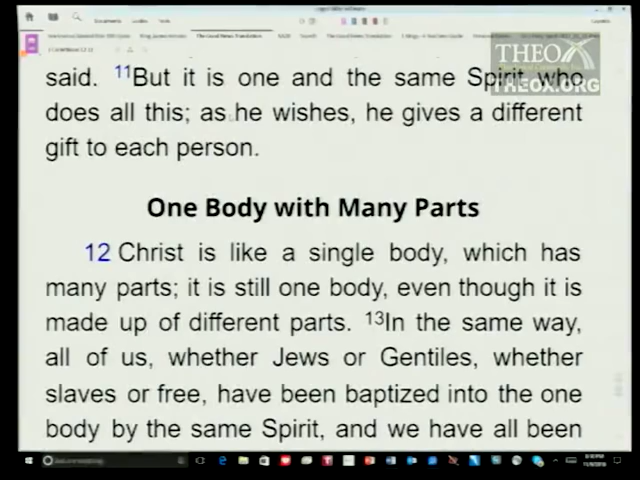 The Good News Translation
THEOX
THEOX.ORG
said. 11But it is one and the same Spirit who
does all this; as he wishes, he gives a different
gift to each person.
One Body with Many Parts
12 Christ is like a single body, which has
many parts; it is still one body, even though it is
made up of different parts. 13In the same way,
all of us, whether Jews or Gentiles, whether
slaves or free, have been baptized into the one
body by the same Spirit, and we have all been